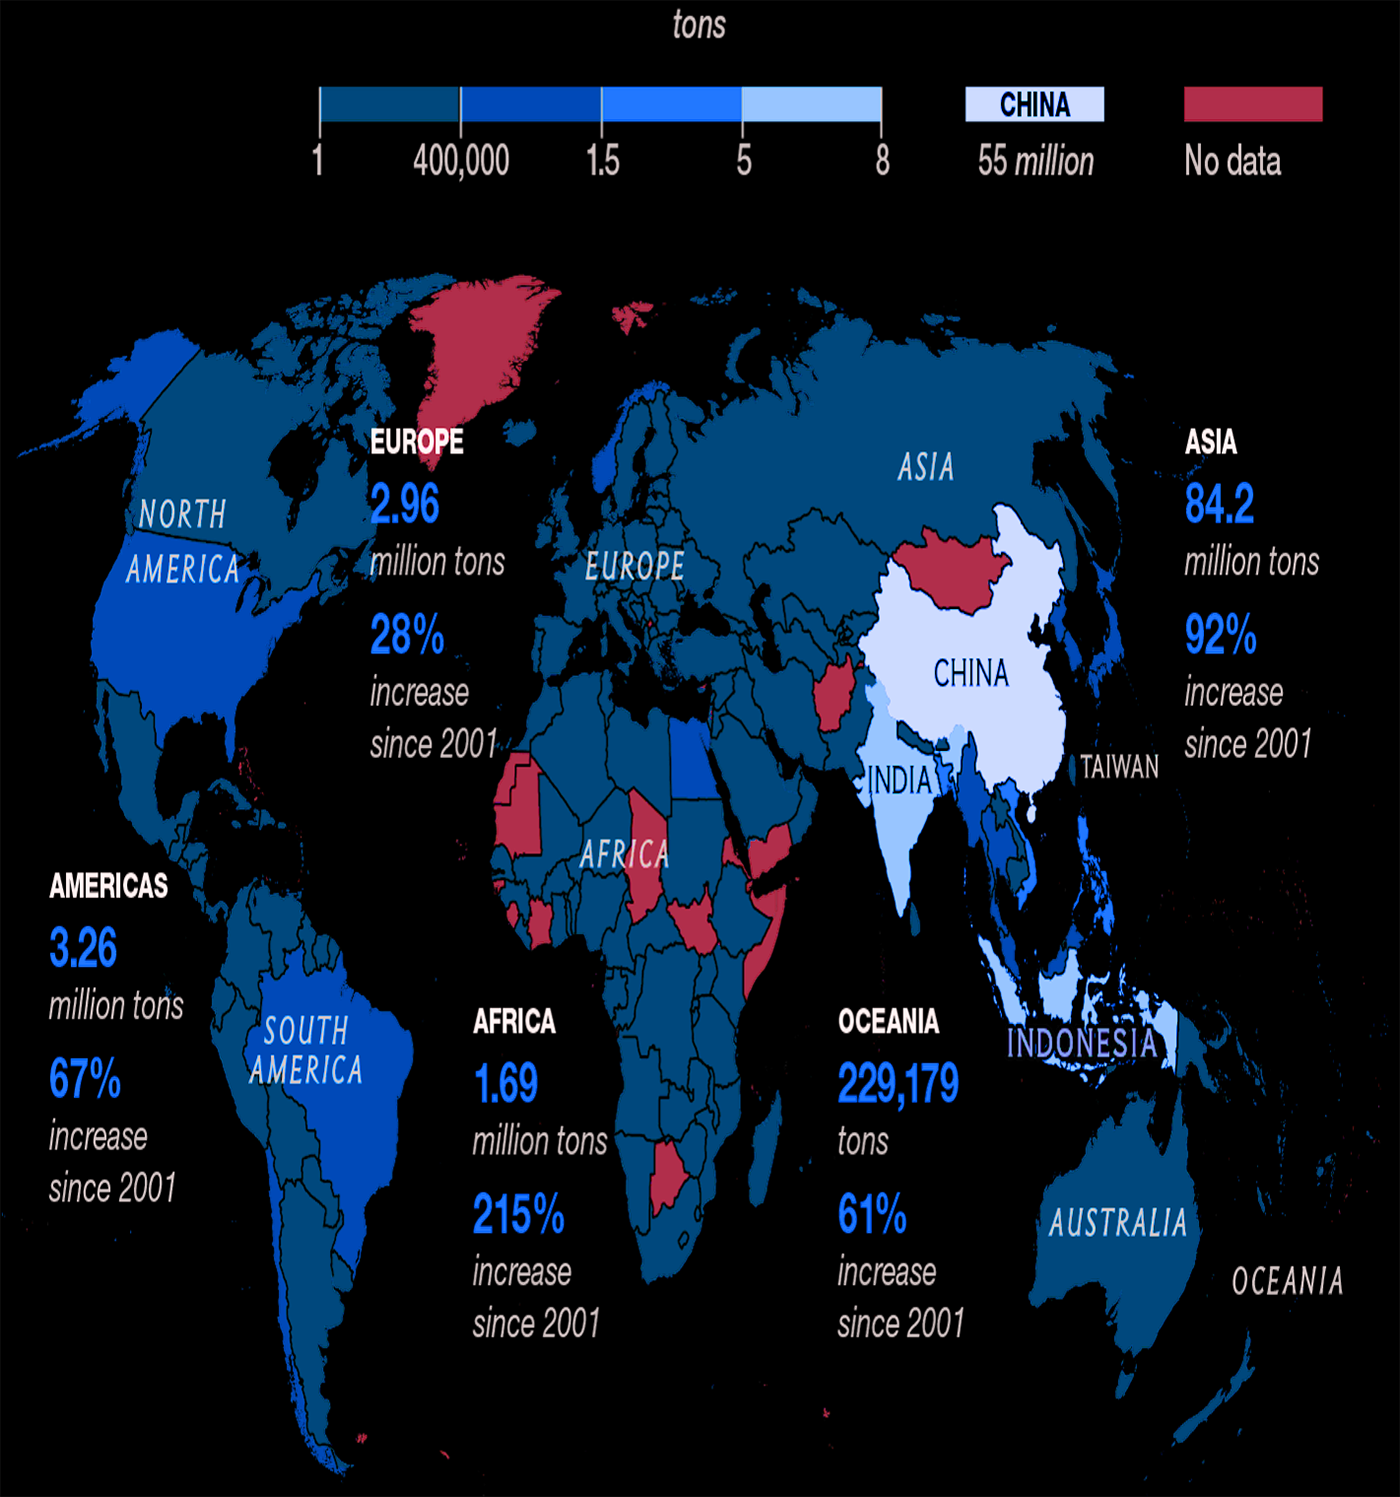 tons
CHINA
1 400,000 1.5 5 8 55 million No data
EUROPE
2.96
million tons
28%
increase
since 2001
ASIA
84.2
million tons
92%
increase
since 2001
ASIA
NORTH
AMERICA
EUROPE
CHINA
TAIWAN
INDIA
AFRICA
AMERICAS
3.26
million tons
67%
increase
since 2001
SOUTH
AMERICA
AFRICA
1.69
million tons
215%
increase
since 2001
OCEANIA
229,179
tons
61%
increase
since 2001
INDONESIA
AUSTRALIA
OCEANIA